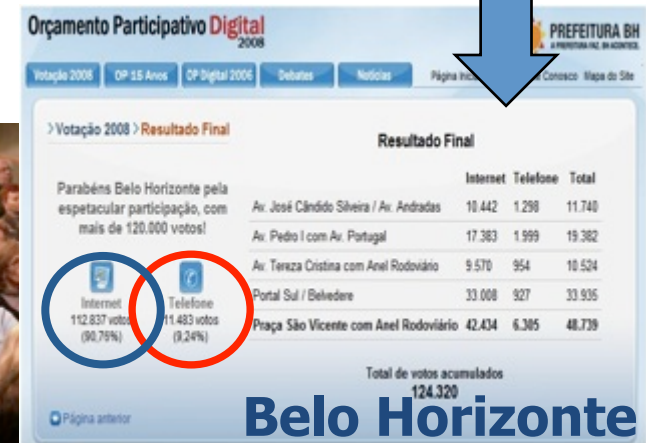 Orçamento Participativo Digital
2008
PREFEITURA BH
A PREFEITURA FAZ, BH ACONTECE.
Votação 2008 OP 15 Anos OP Digital 2006 Debates Notícias Página Conosco Mapa do Site
> Votação 2008 > Resultado Final
Resultado Final
Parabéns Belo Horizonte pela
espetacular participação, com
mais de 120.000 votos!
Internet
112.837 votos
(90,76%)
Telefone
11.483 votos
(9,24%)
Internet Telefone Total
Av. José Cândido Silveira / Av. Andradas 10.442 1.298 11.740
Av. Pedro I com Av. Portugal 17.383 1.999 19.382
Av. Tereza Cristina com Anel Rodoviário 9.570 954 10.524
Portal Sul / Belvedere 33.008 927 33.935
Praça São Vicente com Anel Rodoviário 42.434 6.305 48.739
Total de votos acumulados
124.320
Página anterior
Belo Horizonte